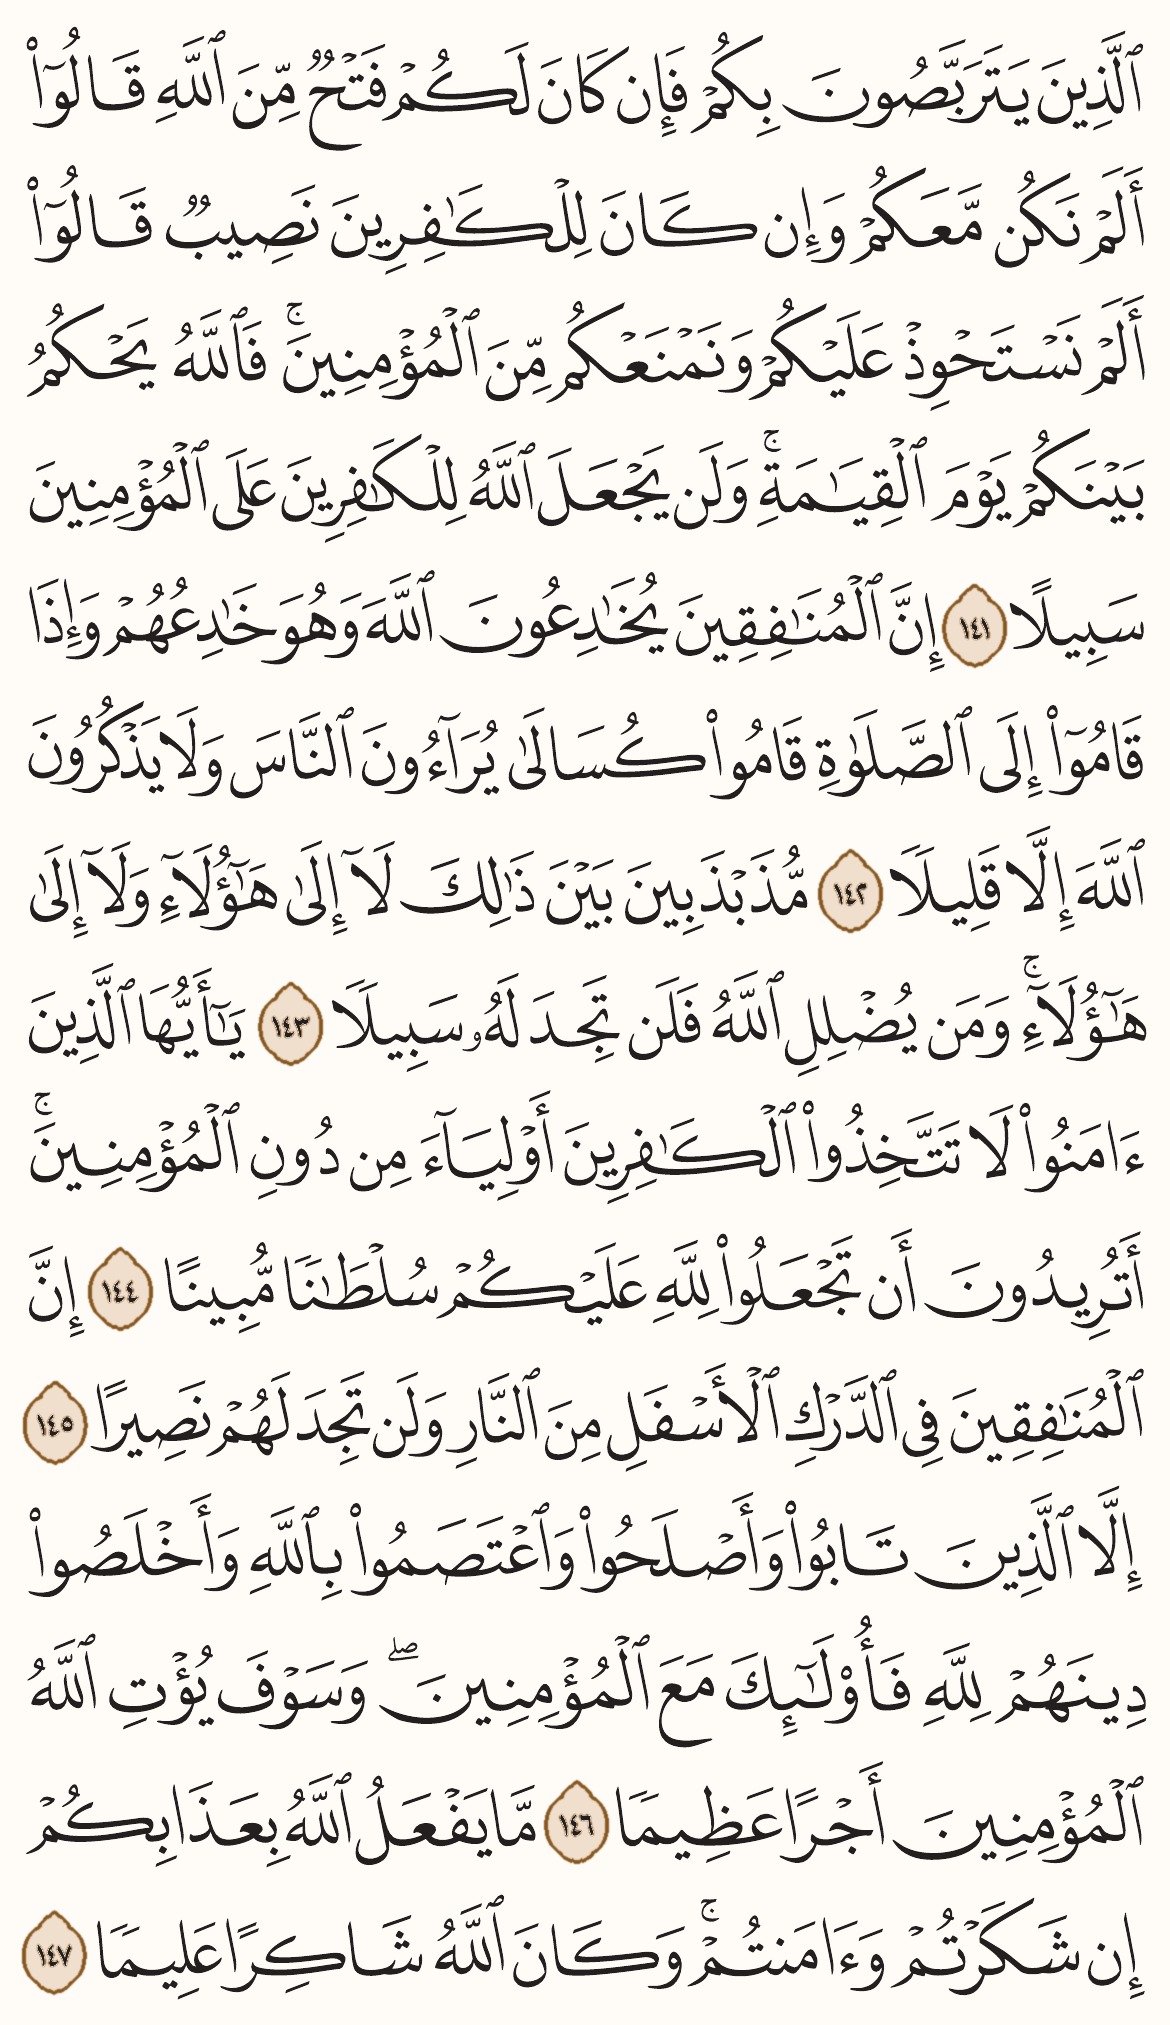 ٱلَّذِينَ يَتَرَبَّصُونَ بِكُمْ فَإِن كَانَ لَكُمْ فَتْحٌ مِّنَ ٱللَّهِ قَالُوٓا۟
أَلَمْ نَكُن مَّعَكُمْ وَإِن كَانَ لِلْكَـٰفِرِينَ نَصِيبٌ قَالُوٓا۟
أَلَمْ نَسْتَحْوِذْ عَلَيْكُمْ وَنَمْنَعْكُم مِّنَ ٱلْمُؤْمِنِينَ ۚ فَٱللَّهُ يَحْكُمُ
بَيْنَكُمْ يَوْمَ ٱلْقِيَـٰمَةِ ۚ وَلَن يَجْعَلَ ٱللَّهُ لِلْكَـٰفِرِينَ عَلَى ٱلْمُؤْمِنِينَ
سَبِيلًا ١٤١ إِنَّ ٱلْمُنَـٰفِقِينَ يُخَـٰدِعُونَ ٱللَّهَ وَهُوَ خَـٰدِعُهُمْ وَإِذَا
قَامُوٓا۟ إِلَى ٱلصَّلَوٰةِ قَامُوا۟ كُسَالَىٰ يُرَآءُونَ ٱلنَّاسَ وَلَا يَذْكُرُونَ
ٱللَّهَ إِلَّا قَلِيلًا ١٤٢ مُّذَبْذَبِينَ بَيْنَ ذَٰلِكَ لَآ إِلَىٰ هَـٰٓؤُلَآءِ وَلَآ إِلَىٰ
هَـٰٓؤُلَآءِ ۚ وَمَن يُضْلِلِ ٱللَّهُ فَلَن تَجِدَ لَهُۥ سَبِيلًا ١٤٣ يَـٰٓأَيُّهَا ٱلَّذِينَ
ءَامَنُوا۟ لَا تَتَّخِذُوا۟ ٱلْكَـٰفِرِينَ أَوْلِيَآءَ مِن دُونِ ٱلْمُؤْمِنِينَ ۚ
أَتُرِيدُونَ أَن تَجْعَلُوا۟ لِلَّهِ عَلَيْكُمْ سُلْطَـٰنًا مُّبِينًا ١٤٤ إِنَّ
ٱلْمُنَـٰفِقِينَ فِى ٱلدَّرْكِ ٱلْأَسْفَلِ مِنَ ٱلنَّارِ وَلَن تَجِدَ لَهُمْ نَصِيرًا ١٤٥
إِلَّا ٱلَّذِينَ تَابُوا۟ وَأَصْلَحُوا۟ وَٱعْتَصَمُوا۟ بِٱللَّهِ وَأَخْلَصُوا۟
دِينَهُمْ لِلَّهِ فَأُو۟لَـٰٓئِكَ مَعَ ٱلْمُؤْمِنِينَ ۖ وَسَوْفَ يُؤْتِ ٱللَّهُ
ٱلْمُؤْمِنِينَ أَجْرًا عَظِيمًا ١٤٦ مَّا يَفْعَلُ ٱللَّهُ بِعَذَابِكُمْ
إِن شَكَرْتُمْ وَءَامَنتُمْ ۚ وَكَانَ ٱللَّهُ شَاكِرًا عَلِيمًا ١٤٧